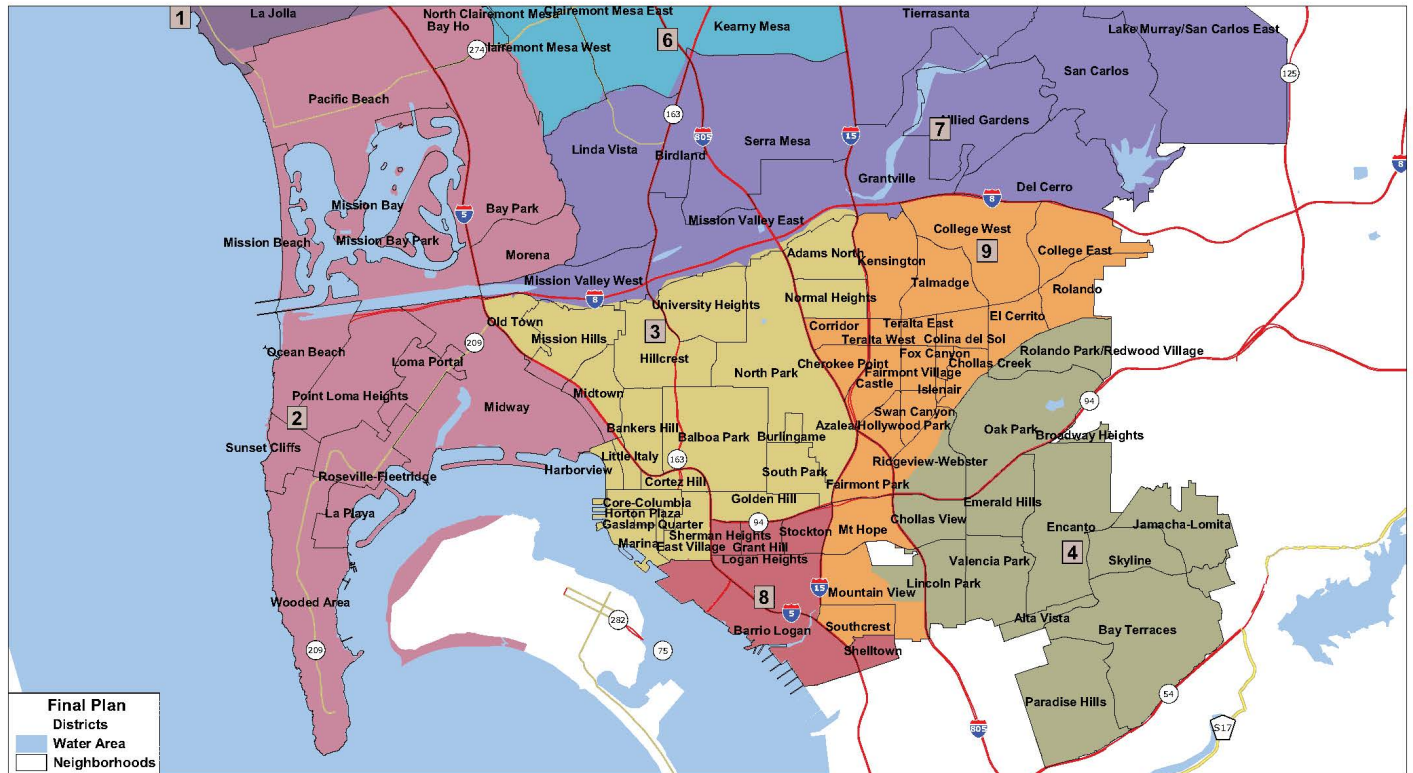 La Jolla
1
North Clairemont Mesa
Clairemont Mesa East
Tierrasanta
Bay Ho
Kearny Mesa
Lake Murray/San Carlos East
6
274
Clairemont Mesa West
San Carlos
125
Pacific Beach
163
805
15
7
Allied Gardens
Serra Mesa
Linda Vista
Birdland
8
Grantville
Del Cerro
8
Mission Bay
Bay Park
5
Mission Valley East
College West
Mission Beach
Mission Bay Park
Morena
Adams North
Kensington
9
College East
Mission Valley West
Talmadge
Rolando
8
University Heights
Normal Heights
Old Town
Mission Hills
3
Corridor
Teralta East
El Cerrito
209
Teralta West
Colina del Sol
Ocean Beach
Loma Portal
Hillcrest
Fox Canyon
Rolando Park/Redwood Village
North Park
Cherokee Point
Fairmont Village
Chollas Creek
Castle
Islenair
Point Loma Heights
Midtown
94
2
Midway
Swan Canyon
Bankers Hill
Balboa Park
Burlingame
Azalea/Hollywood Park
Oak Park
Broadway Heights
Sunset Cliffs
Little Italy
163
Ridgeview-Webster
Roseville-Fleetridge
Harborview
Cortez Hill
South Park
Fairmont Park
La Playa
Core-Columbia
Golden Hill
Emerald Hills
Horton Plaza
94
Chollas View
Gaslamp Quarter
Sherman Heights
Stockton
Mt Hope
Encanto
Jamacha-Lomita
Marina
East Village
Grant Hill
4
Logan Heights
Valencia Park
Skyline
Lincoln Park
15
Mountain View
8
Wooded Area
282
5
Barrio Logan
Southcrest
Alta Vista
Bay Terraces
209
75
Shelltown
54
Paradise Hills
805
S17
Final Plan
Districts
Water Area
Neighborhoods